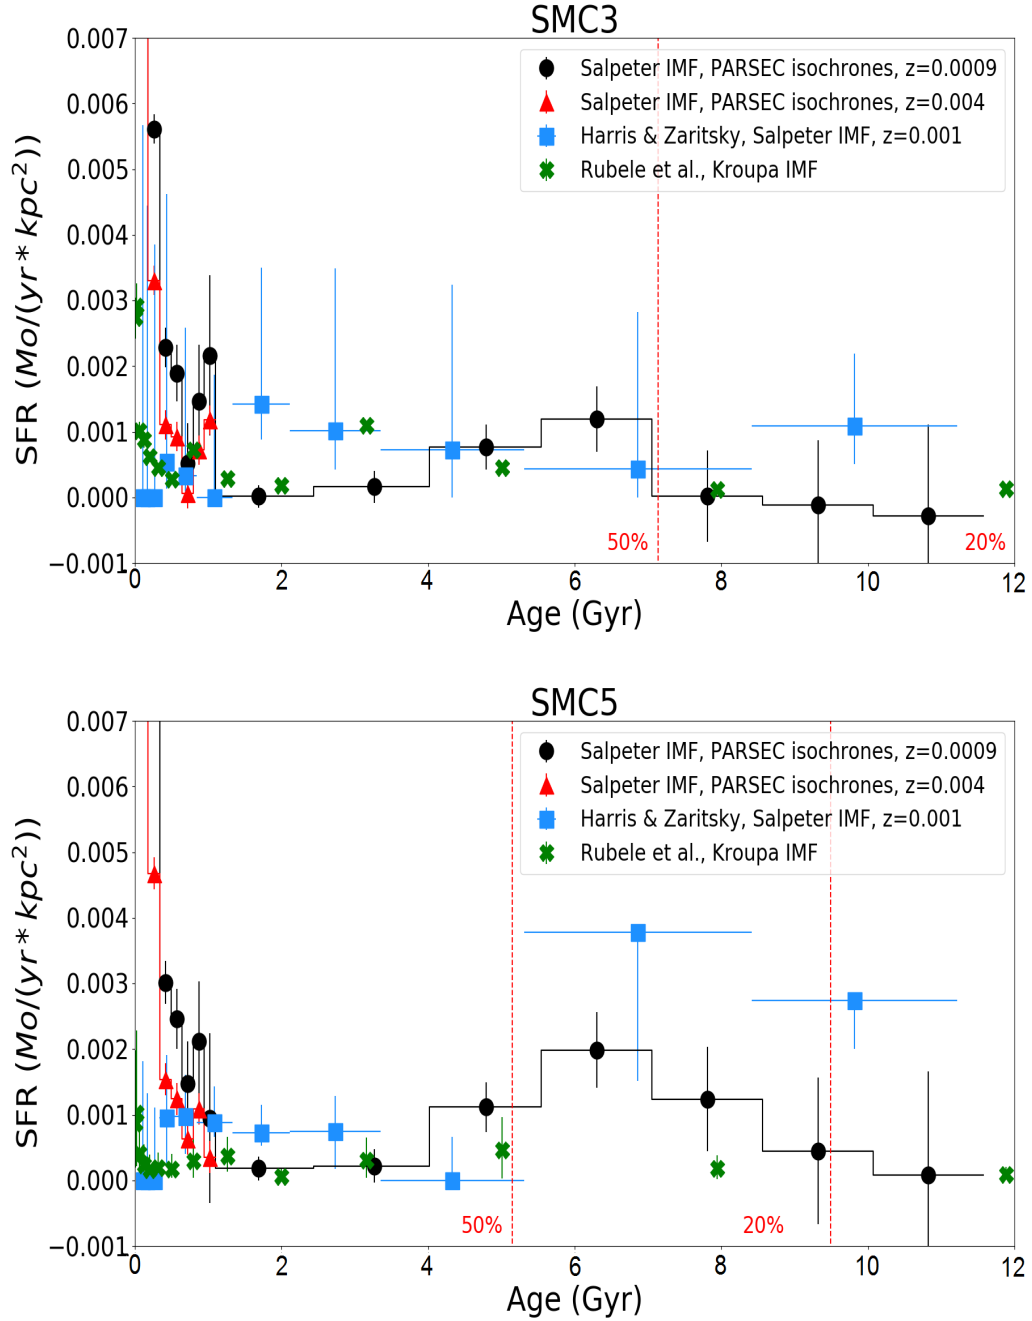 SMC3
0.007
0.006
0.005
0.004
0.003
0.002
0.001
0.000
−0.001
SFR (Mo/(yr * kpc²))
Salpeter IMF, PARSEC isochrones, z=0.0009
Salpeter IMF, PARSEC isochrones, z=0.004
Harris & Zaritsky, Salpeter IMF, z=0.001
Rubele et al., Kroupa IMF
50%
20%
0 2 4 6 8 10 12
Age (Gyr)
SMC5
0.007
0.006
0.005
0.004
0.003
0.002
0.001
0.000
−0.001
SFR (Mo/(yr * kpc²))
Salpeter IMF, PARSEC isochrones, z=0.0009
Salpeter IMF, PARSEC isochrones, z=0.004
Harris & Zaritsky, Salpeter IMF, z=0.001
Rubele et al., Kroupa IMF
50%
20%
0 2 4 6 8 10 12
Age (Gyr)